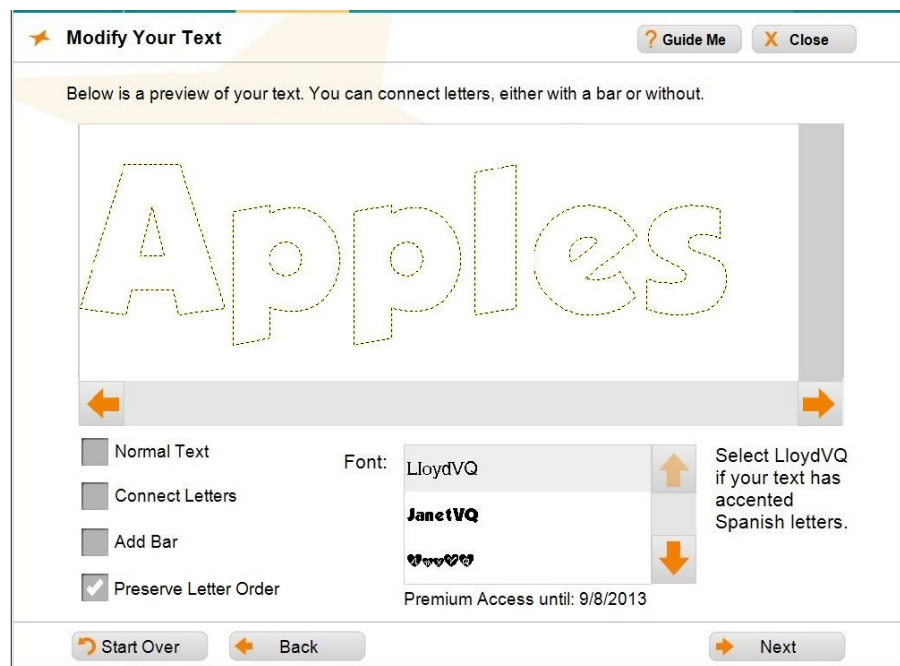 Modify Your Text
? Guide Me
X Close
Below is a preview of your text. You can connect letters, either with a bar or without.
Apples
Normal Text
Connect Letters
Add Bar
Preserve Letter Order
Font:
LloydVQ
JanetVQ
AmyVQ
Select LloydVQ
if your text has
accented
Spanish letters.
Premium Access until: 9/8/2013
Start Over
Back
Next